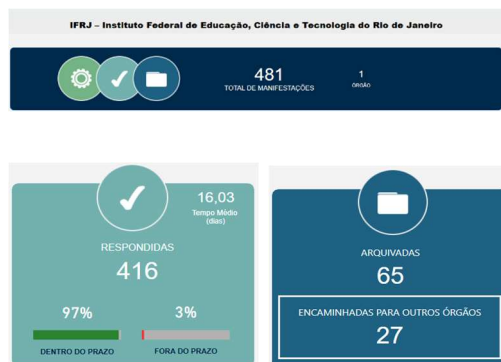 IFRJ – Instituto Federal de Educação, Ciência e Tecnologia do Rio de Janeiro
481
TOTAL DE MANIFESTAÇÕES
1
ÓRGÃO
16,03
Tempo Médio
(dias)
RESPONDIDAS
416
97%
3%
DENTRO DO PRAZO
FORA DO PRAZO
ARQUIVADAS
65
ENCAMINHADAS PARA OUTROS ÓRGÃOS
27